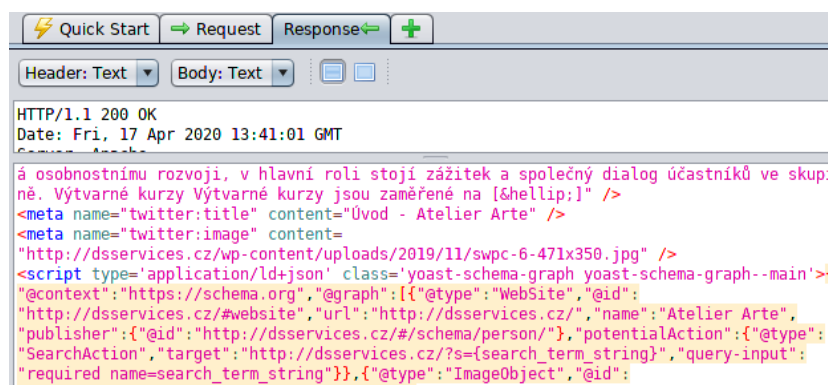 Quick Start Request Response
Header: Text Body: Text
HTTP/1.1 200 OK
Date: Fri, 17 Apr 2020 13:41:01 GMT
Server: Apache
á osobnostnímu rozvoji, v hlavní roli stojí zážitek a společný dialog účastníků ve skupi
ně. Výtvarné kurzy Výtvarné kurzy jsou zaměřené na [&hellip;]" />
<meta name="twitter:title" content="Úvod - Atelier Arte" />
<meta name="twitter:image" content=
"http://dsservices.cz/wp-content/uploads/2019/11/swpc-6-471x350.jpg" />
<script type='application/ld+json' class='yoast-schema-graph yoast-schema-graph--main'>{
"@context":"https://schema.org","@graph":[{"@type":"WebSite","@id":
"http://dsservices.cz/#website","url":"http://dsservices.cz/","name":"Atelier Arte",
"publisher":{"@id":"http://dsservices.cz/#/schema/person/"},"potentialAction":{"@type":
"SearchAction","target":"http://dsservices.cz/?s={search_term_string}","query-input":
"required name=search_term_string"}},{"@type":"ImageObject","@id":